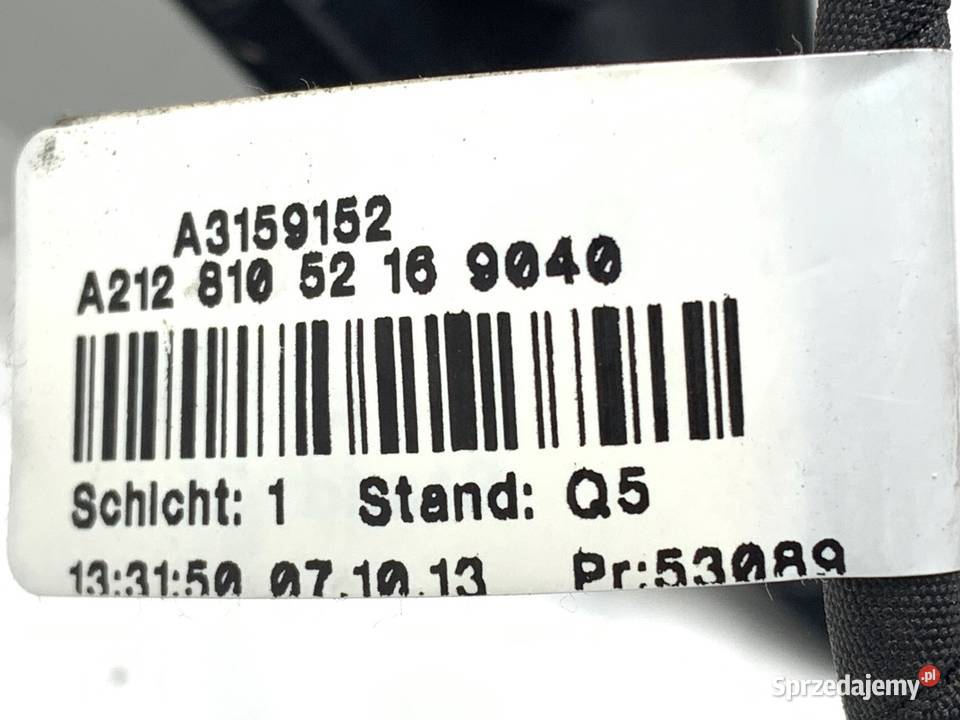 A3159152
A212 810 52 16 9040
Schicht: 1 Stand: Q5
13:31:50 07.10.13 Pr:53089
Sprzedajemy.pl